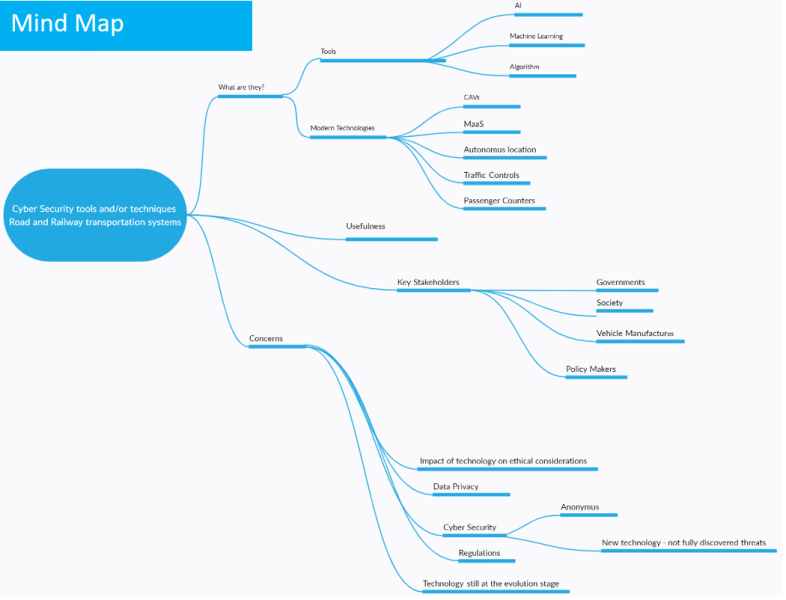 Mind Map
AI
Machine Learning
Tools
Algorithm
What are they?
CAVs
MaaS
Modern Technologies
Autonomus location
Traffic Controls
Passenger Counters
Cyber Security tools and/or techniques
Road and Railway transportation systems
Usefulness
Key Stakeholders
Governments
Society
Vehicle Manufactures
Policy Makers
Concerns
Impact of technology on ethical considerations
Data Privacy
Anonymus
Cyber Security
New technology - not fully discovered threats
Regulations
Technology still at the evolution stage